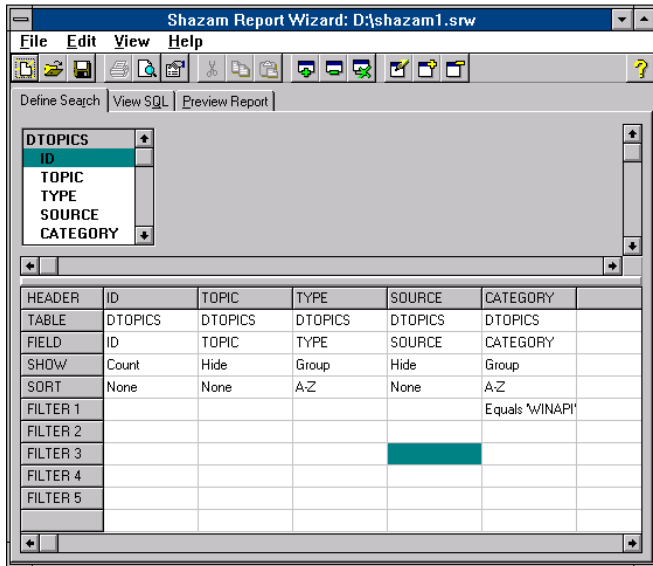 Shazam Report Wizard: D:\shazam1.srw
File Edit View Help
Define Search View SQL Preview Report
DTOPICS
ID
TOPIC
TYPE
SOURCE
CATEGORY
HEADER ID TOPIC TYPE SOURCE CATEGORY
TABLE DTOPICS DTOPICS DTOPICS DTOPICS DTOPICS
FIELD ID TOPIC TYPE SOURCE CATEGORY
SHOW Count Hide Group Hide Group
SORT None None A-Z None A-Z
FILTER 1 Equals 'WINAPI'
FILTER 2
FILTER 3
FILTER 4
FILTER 5